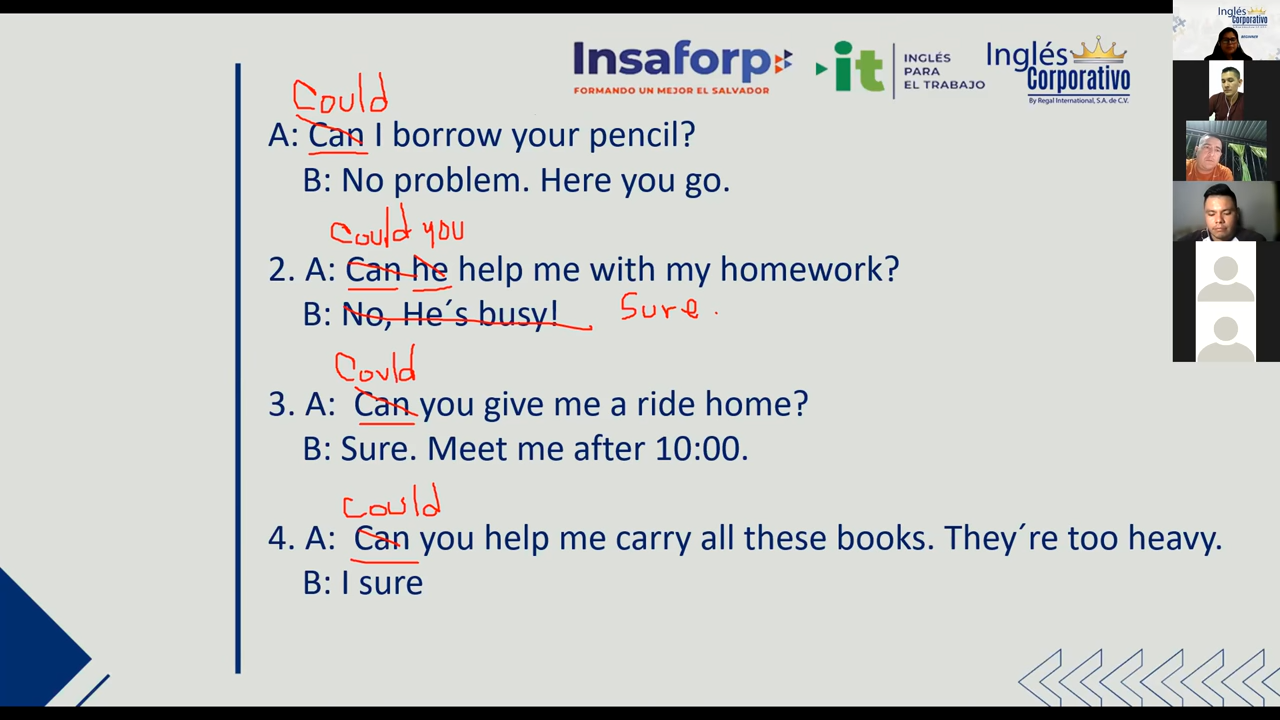 Insaforp
FORMANDO UN MEJOR EL SALVADOR
it
INGLÉS
PARA
EL TRABAJO
Inglés
Corporativo
By Regal International, S.A. de C.V.
Inglés
Corporativo
Could
A: Can I borrow your pencil?
B: No problem. Here you go.
Could you
2. A: Can he help me with my homework?
B: No, He´s busy! Sure.
Could
3. A: Can you give me a ride home?
B: Sure. Meet me after 10:00.
Could
4. A: Can you help me carry all these books. They´re too heavy.
B: I sure